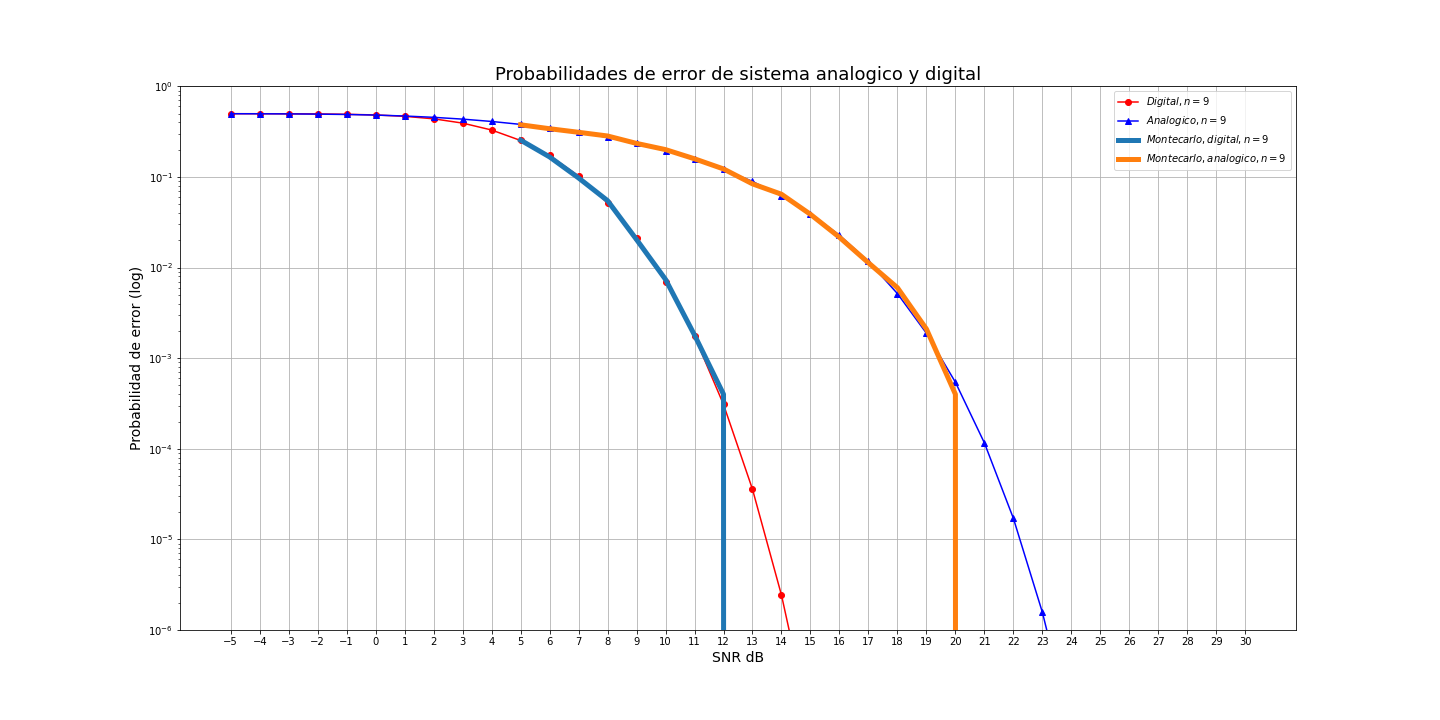 Probabilidades de error de sistema analogico y digital
Digital, n = 9
Analogico, n = 9
Montecarlo, digital, n = 9
Montecarlo, analogico, n = 9
Probabilidad de error (log)
10⁰
10⁻¹
10⁻²
10⁻³
10⁻⁴
10⁻⁵
10⁻⁶
−5 −4 −3 −2 −1 0 1 2 3 4 5 6 7 8 9 10 11 12 13 14 15 16 17 18 19 20 21 22 23 24 25 26 27 28 29 30
SNR dB